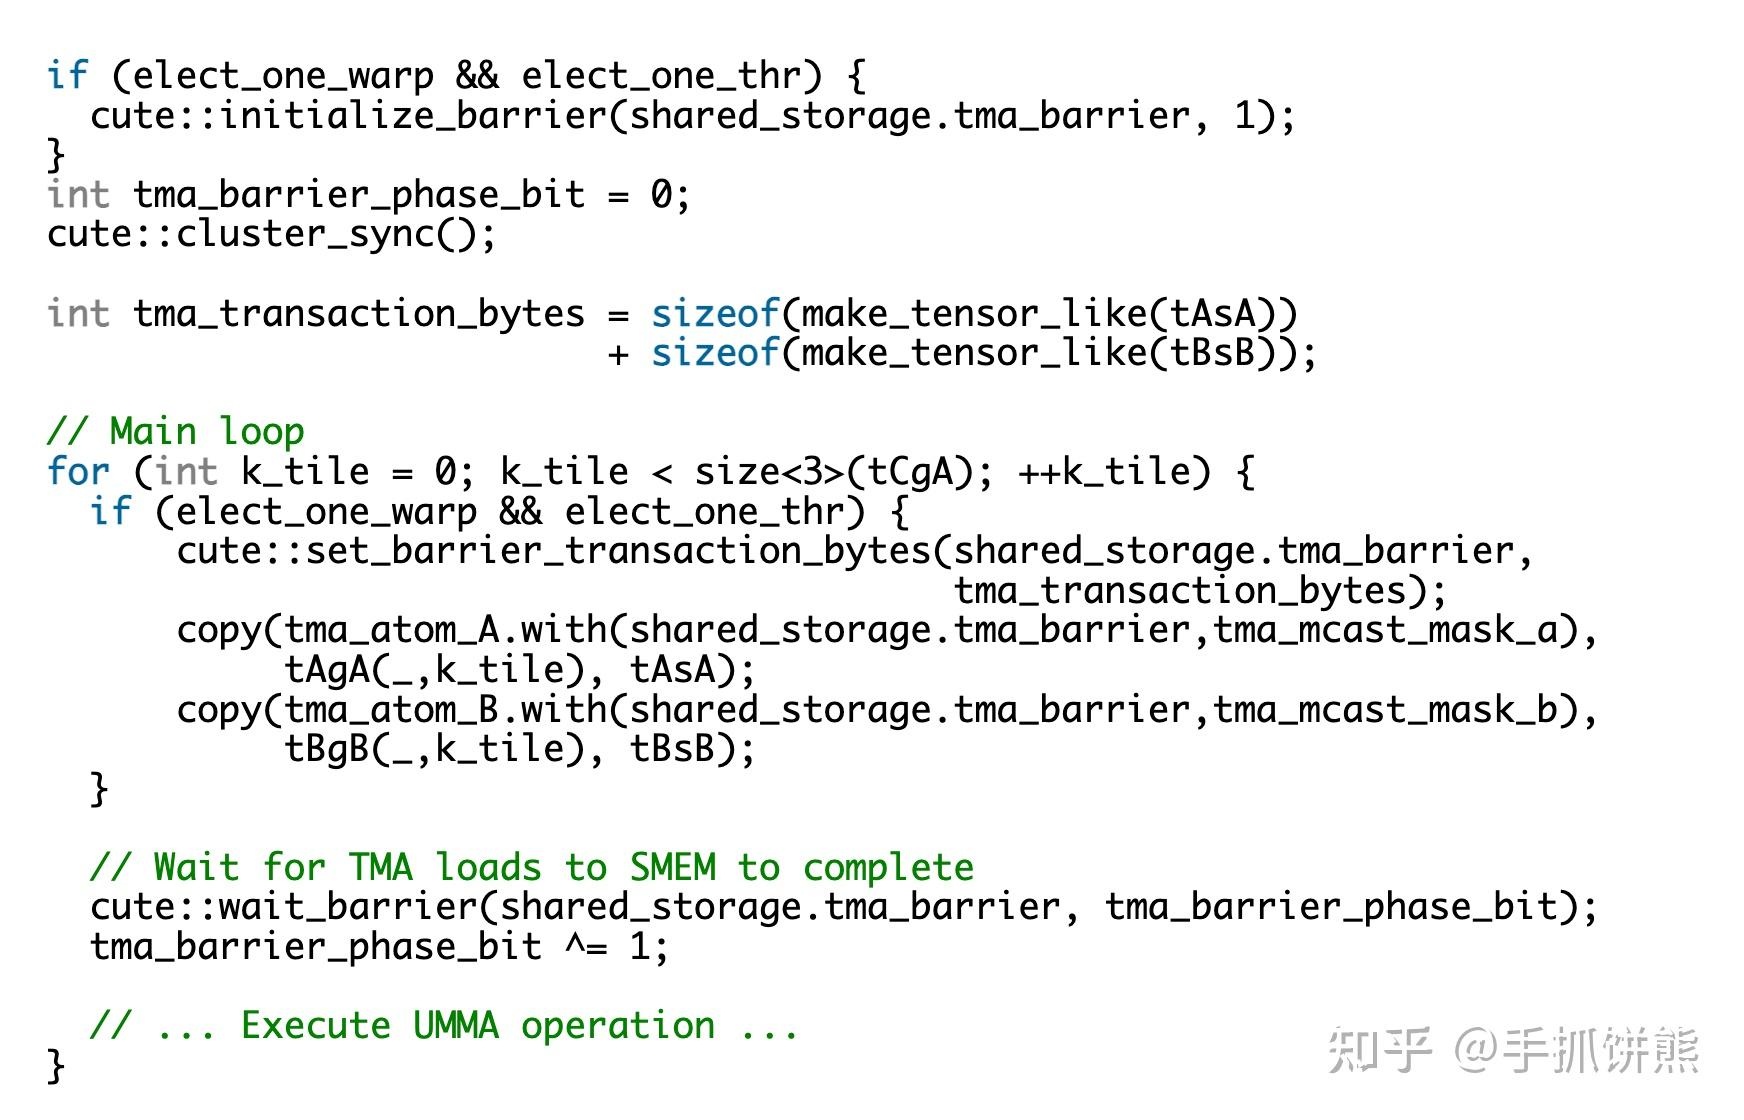 if (elect_one_warp && elect_one_thr) {
  cute::initialize_barrier(shared_storage.tma_barrier, 1);
}
int tma_barrier_phase_bit = 0;
cute::cluster_sync();

int tma_transaction_bytes = sizeof(make_tensor_like(tAsA))
                          + sizeof(make_tensor_like(tBsB));

// Main loop
for (int k_tile = 0; k_tile < size<3>(tCgA); ++k_tile) {
  if (elect_one_warp && elect_one_thr) {
      cute::set_barrier_transaction_bytes(shared_storage.tma_barrier,
                                          tma_transaction_bytes);
      copy(tma_atom_A.with(shared_storage.tma_barrier,tma_mcast_mask_a),
           tAgA(_,k_tile), tAsA);
      copy(tma_atom_B.with(shared_storage.tma_barrier,tma_mcast_mask_b),
           tBgB(_,k_tile), tBsB);
  }

  // Wait for TMA loads to SMEM to complete
  cute::wait_barrier(shared_storage.tma_barrier, tma_barrier_phase_bit);
  tma_barrier_phase_bit ^= 1;

  // ... Execute UMMA operation ...
}
知乎 @手抓饼熊